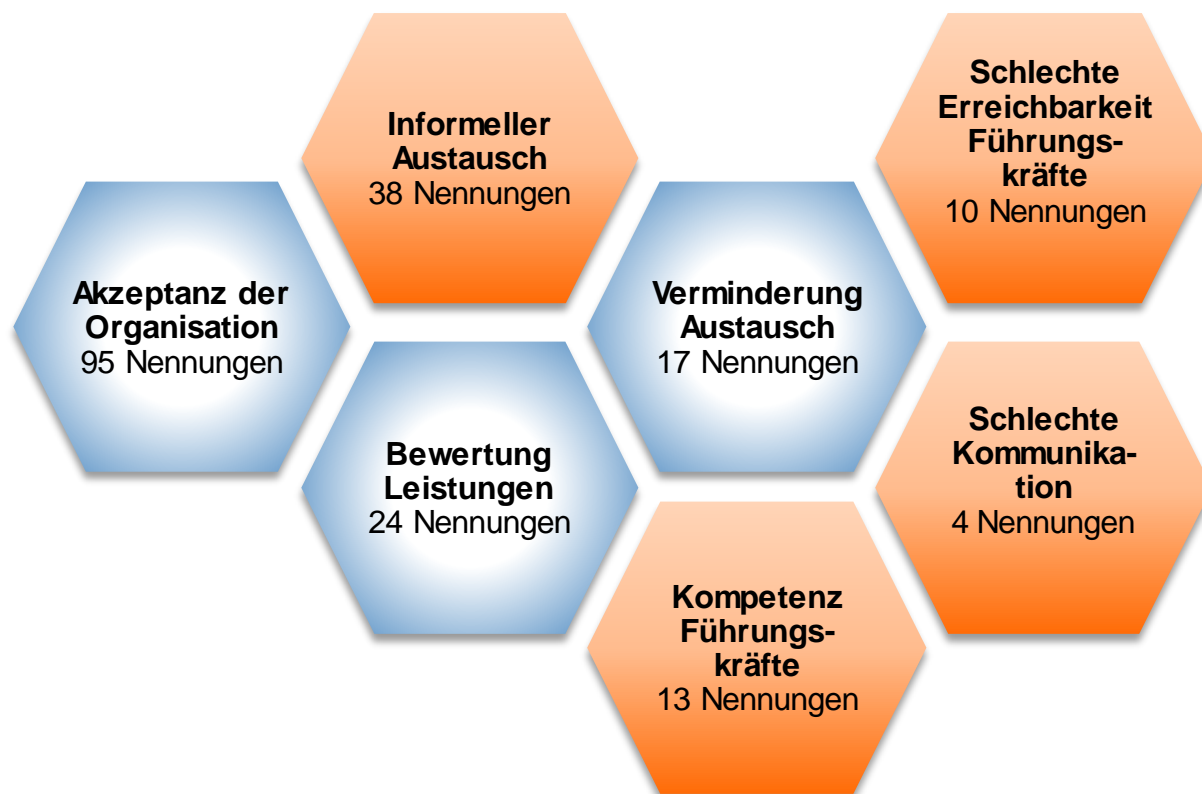 Informeller
Austausch
38 Nennungen
Schlechte
Erreichbarkeit
Führungs-
kräfte
10 Nennungen
Akzeptanz der
Organisation
95 Nennungen
Verminderung
Austausch
17 Nennungen
Bewertung
Leistungen
24 Nennungen
Schlechte
Kommunika-
tion
4 Nennungen
Kompetenz
Führungs-
kräfte
13 Nennungen